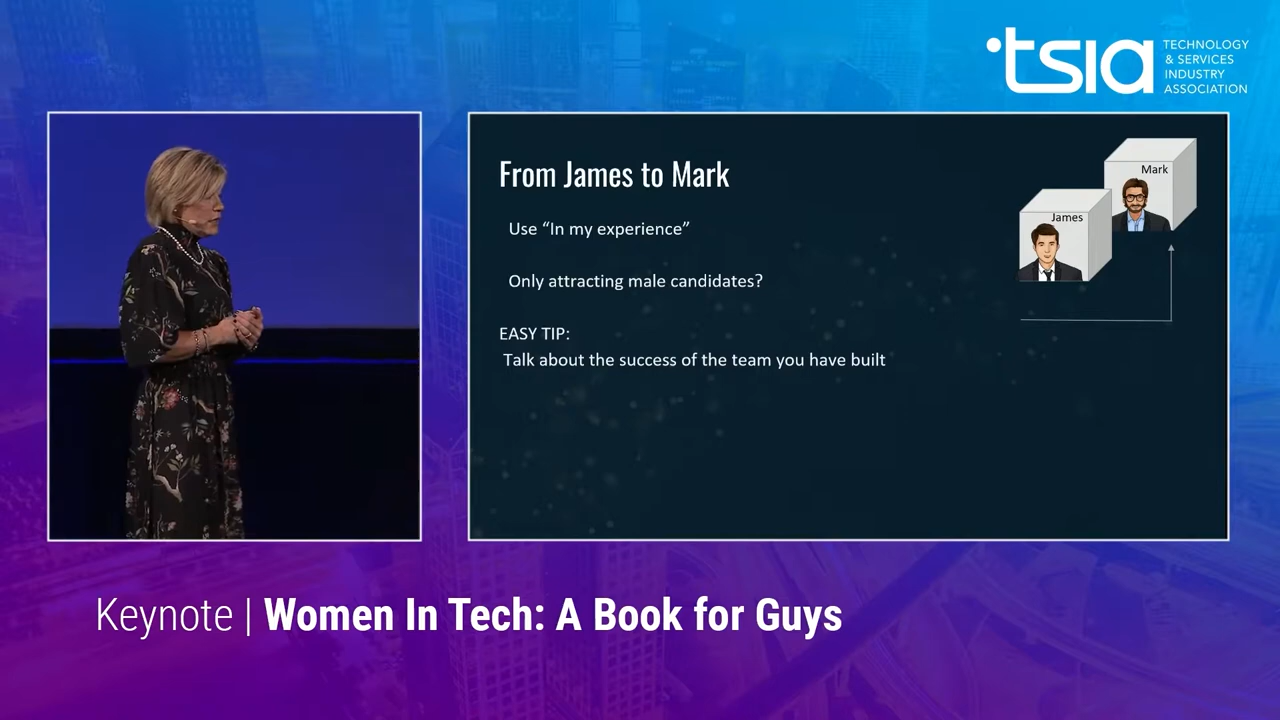 tsia
TECHNOLOGY
& SERVICES
INDUSTRY
ASSOCIATION
From James to Mark
Mark
James
Use “In my experience”
Only attracting male candidates?
EASY TIP:
Talk about the success of the team you have built
Keynote | Women In Tech: A Book for Guys